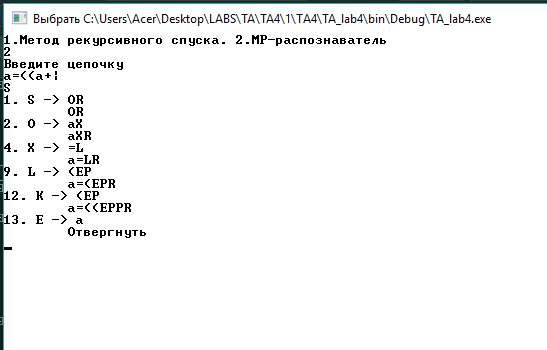 Выбрать C:\Users\Acer\Desktop\LABS\TA\TA4\1\TA4\TA_lab4\bin\Debug\TA_lab4.exe
1.Метод рекурсивного спуска. 2.МР-распознаватель
2
Введите цепочку
a=((a+¦
S
1. S -> OR
OR
2. O -> aX
aXR
4. X -> =L
a=LR
9. L -> (EP
a=(EPR
12. K -> (EP
a=((EPPR
13. E -> a
Отвергнуть